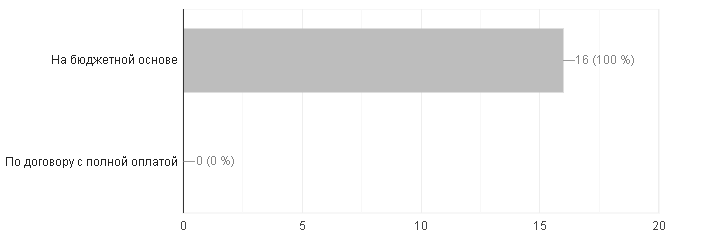 На бюджетной основе
16 (100 %)
По договору с полной оплатой
0 (0 %)
0
5
10
15
20